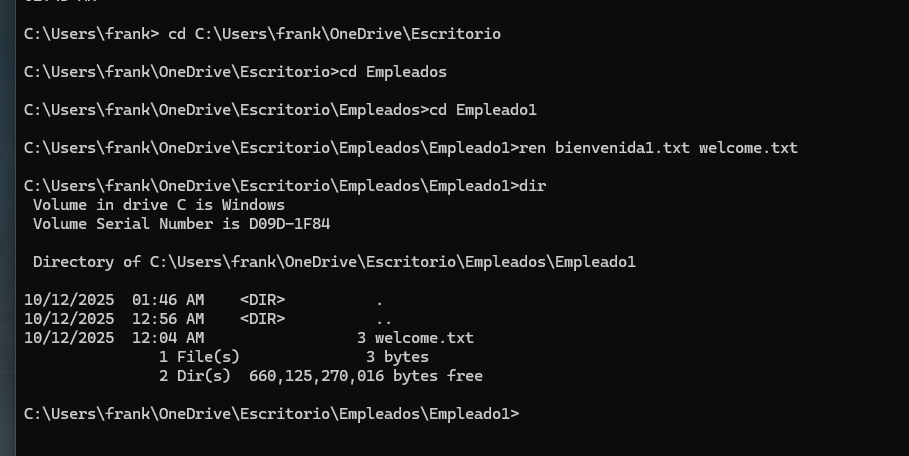 C:\Users\frank> cd C:\Users\frank\OneDrive\Escritorio
C:\Users\frank\OneDrive\Escritorio>cd Empleados
C:\Users\frank\OneDrive\Escritorio\Empleados>cd Empleado1
C:\Users\frank\OneDrive\Escritorio\Empleados\Empleado1>ren bienvenida1.txt welcome.txt
C:\Users\frank\OneDrive\Escritorio\Empleados\Empleado1>dir
 Volume in drive C is Windows
 Volume Serial Number is D09D-1F84
 Directory of C:\Users\frank\OneDrive\Escritorio\Empleados\Empleado1
10/12/2025  01:46 AM    <DIR>          .
10/12/2025  12:56 AM    <DIR>          ..
10/12/2025  12:04 AM                 3 welcome.txt
               1 File(s)              3 bytes
               2 Dir(s)  660,125,270,016 bytes free
C:\Users\frank\OneDrive\Escritorio\Empleados\Empleado1>